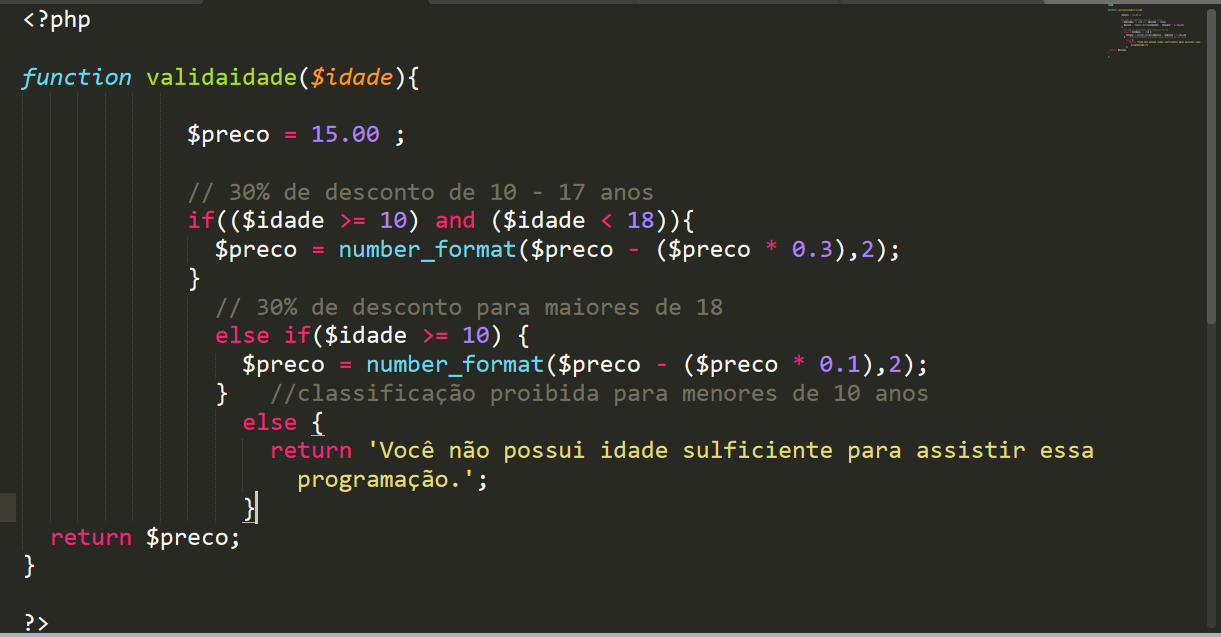 <?php
function validaidade($idade){
$preco = 15.00 ;
// 30% de desconto de 10 - 17 anos
if(($idade >= 10) and ($idade < 18)){
$preco = number_format($preco - ($preco * 0.3),2);
}
// 30% de desconto para maiores de 18
else if($idade >= 10) {
$preco = number_format($preco - ($preco * 0.1),2);
}   //classificação proibida para menores de 10 anos
else {
return 'Você não possui idade sulficiente para assistir essa
programação.';
}
return $preco;
}
?>